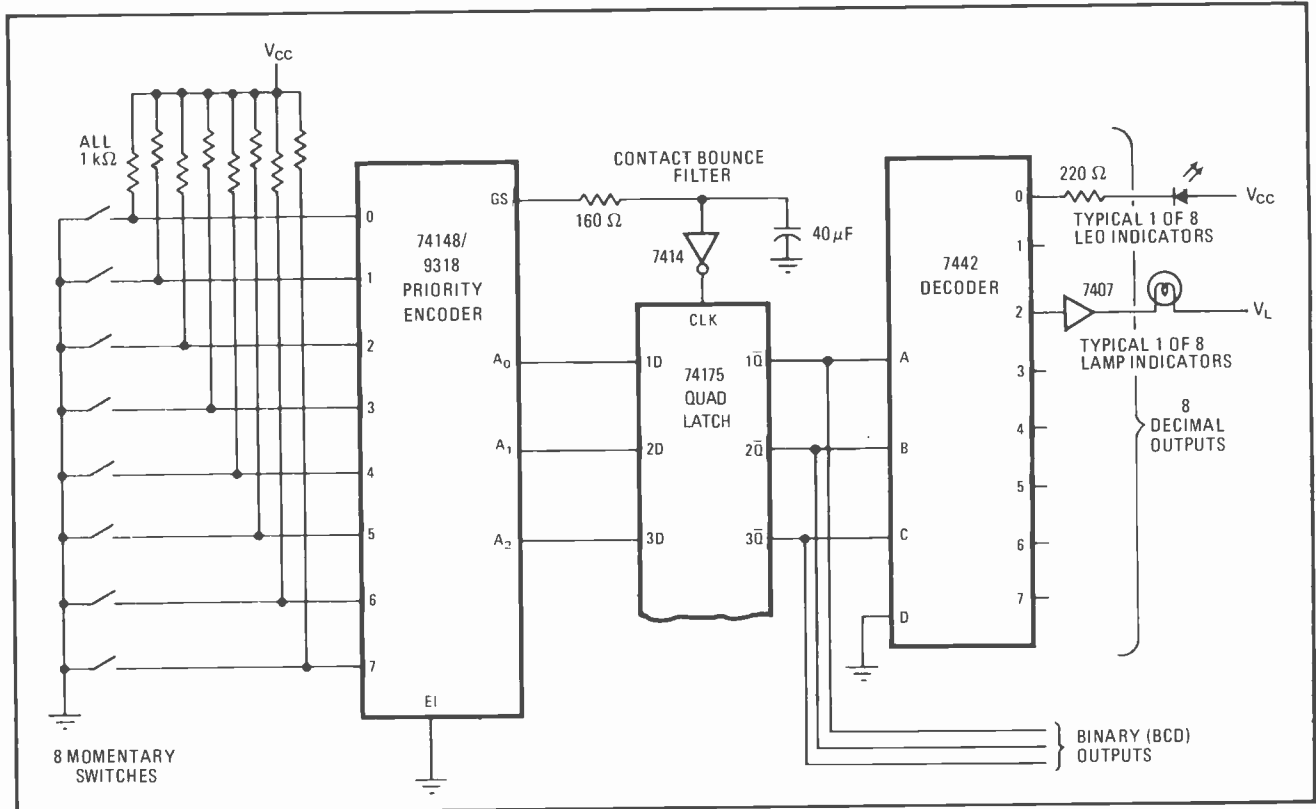 VCC
ALL
1 kΩ
0
1
2
3
4
5
6
7
8 MOMENTARY
SWITCHES
74148/
9318
PRIORITY
ENCODER
GS
A0
A1
A2
EI
CONTACT BOUNCE
FILTER
160 Ω
7414
40 μF
CLK
1D
2D
3D
74175
QUAD
LATCH
1Q̅
2Q̅
3Q̅
7442
DECODER
A
B
C
D
0
1
2
3
4
5
6
7
220 Ω
VCC
TYPICAL 1 OF 8
LEO INDICATORS
7407
VL
TYPICAL 1 OF 8
LAMP INDICATORS
8
DECIMAL
OUTPUTS
BINARY (BCD)
OUTPUTS